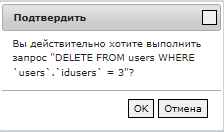 Подтвердить
Вы действительно хотите выполнить
запрос "DELETE FROM users WHERE
`users`.`idusers` = 3"?
OK Отмена